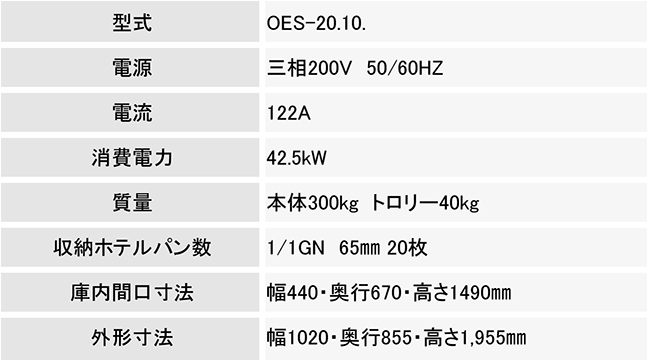 型式 OES-20.10.
電源 三相200V 50/60HZ
電流 122A
消費電力 42.5kW
質量 本体300kg トロリー40kg
収納ホテルパン数 1/1GN 65㎜ 20枚
庫内間口寸法 幅440・奥行670・高さ1490㎜
外形寸法 幅1020・奥行855・高さ1,955㎜